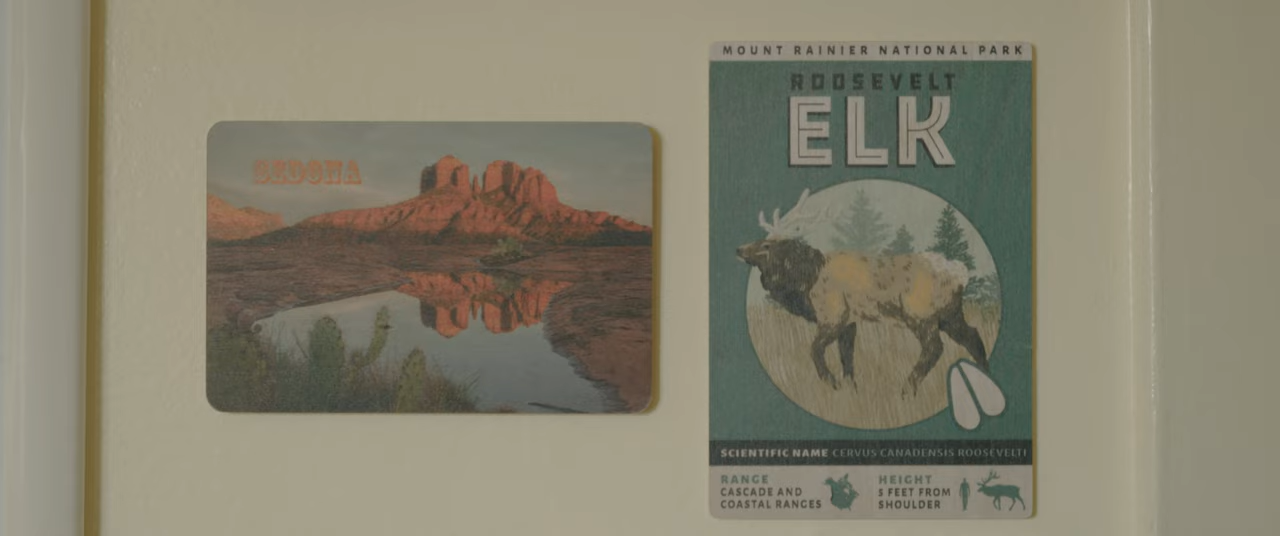 SEDONA
MOUNT RAINIER NATIONAL PARK
ROOSEVELT
ELK
SCIENTIFIC NAME CERVUS CANADENSIS ROOSEVELTI
RANGE
CASCADE AND
COASTAL RANGES
HEIGHT
5 FEET FROM
SHOULDER